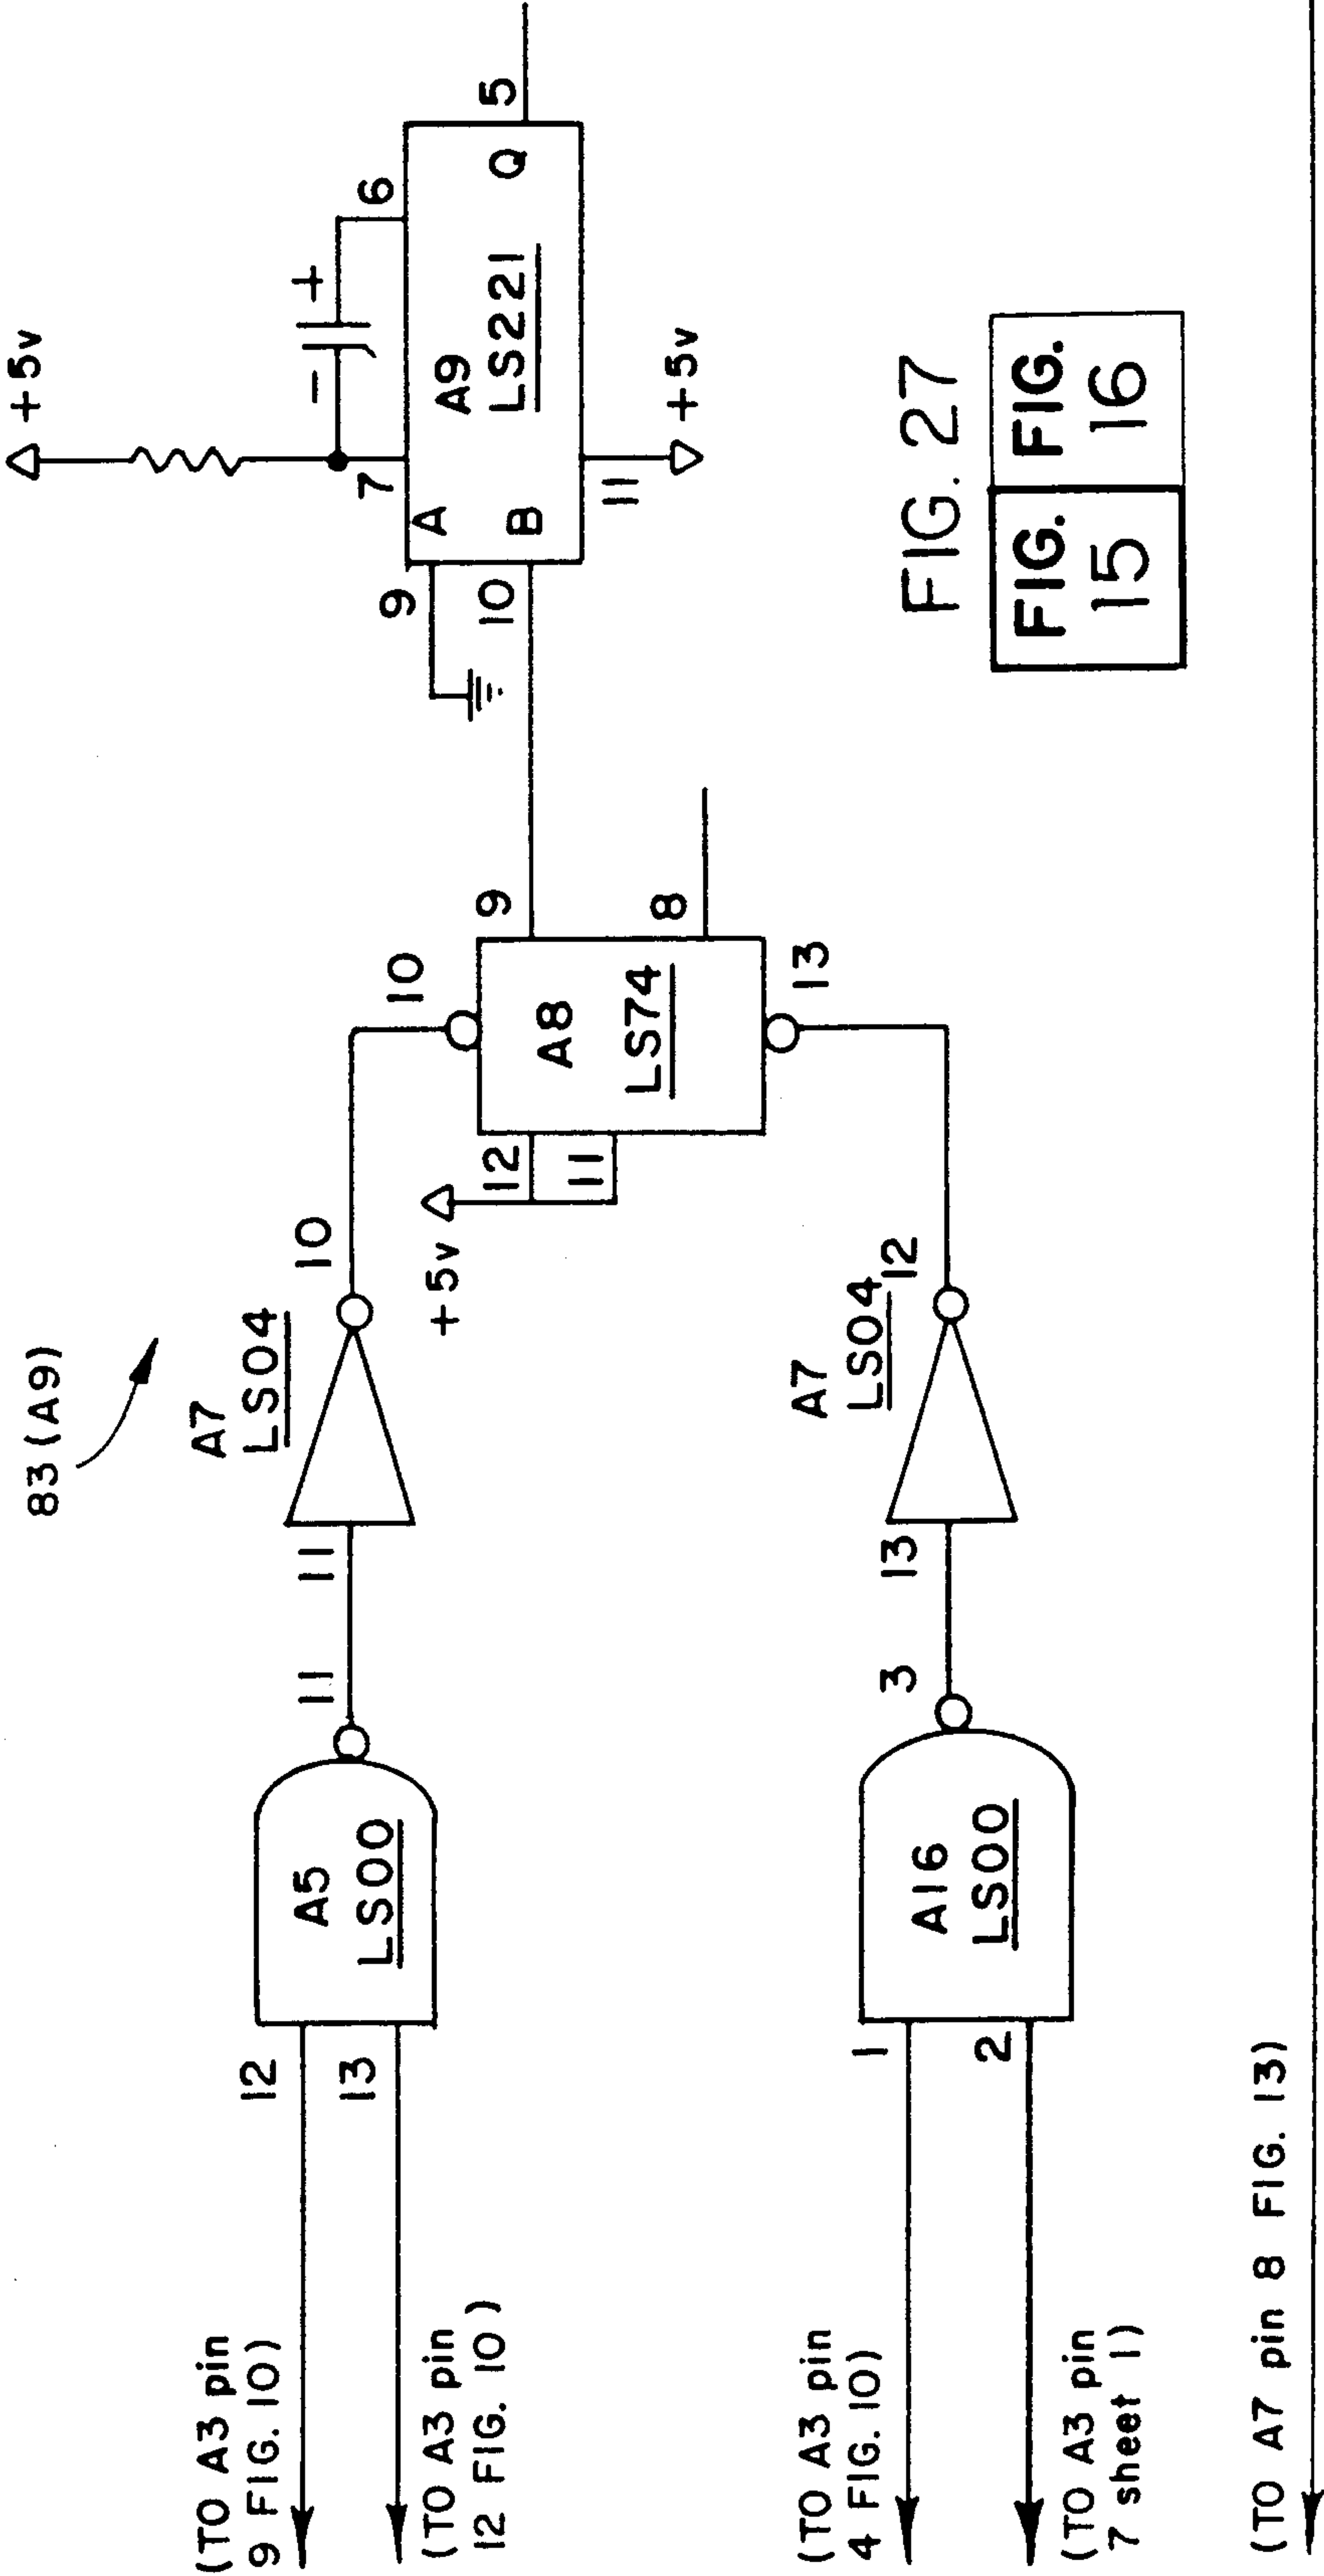 83 (A9)
(TO A3 pin
9 FIG. 10)
12
13
(TO A3 pin
12 FIG. 10)
A5
LS00
11
11
A7
LS04
10
10
+5v
12
11
A8
LS74
9
8
13
(TO A3 pin
4 FIG. 10)
1
2
(TO A3 pin
7 sheet 1)
A16
LS00
3
13
A7
LS04
12
+5v
7
- +
6
9
A
10
B
A9
LS221
Q
5
11
+5v
FIG. 27
FIG.
15
FIG.
16
(TO A7 pin 8 FIG. 13)